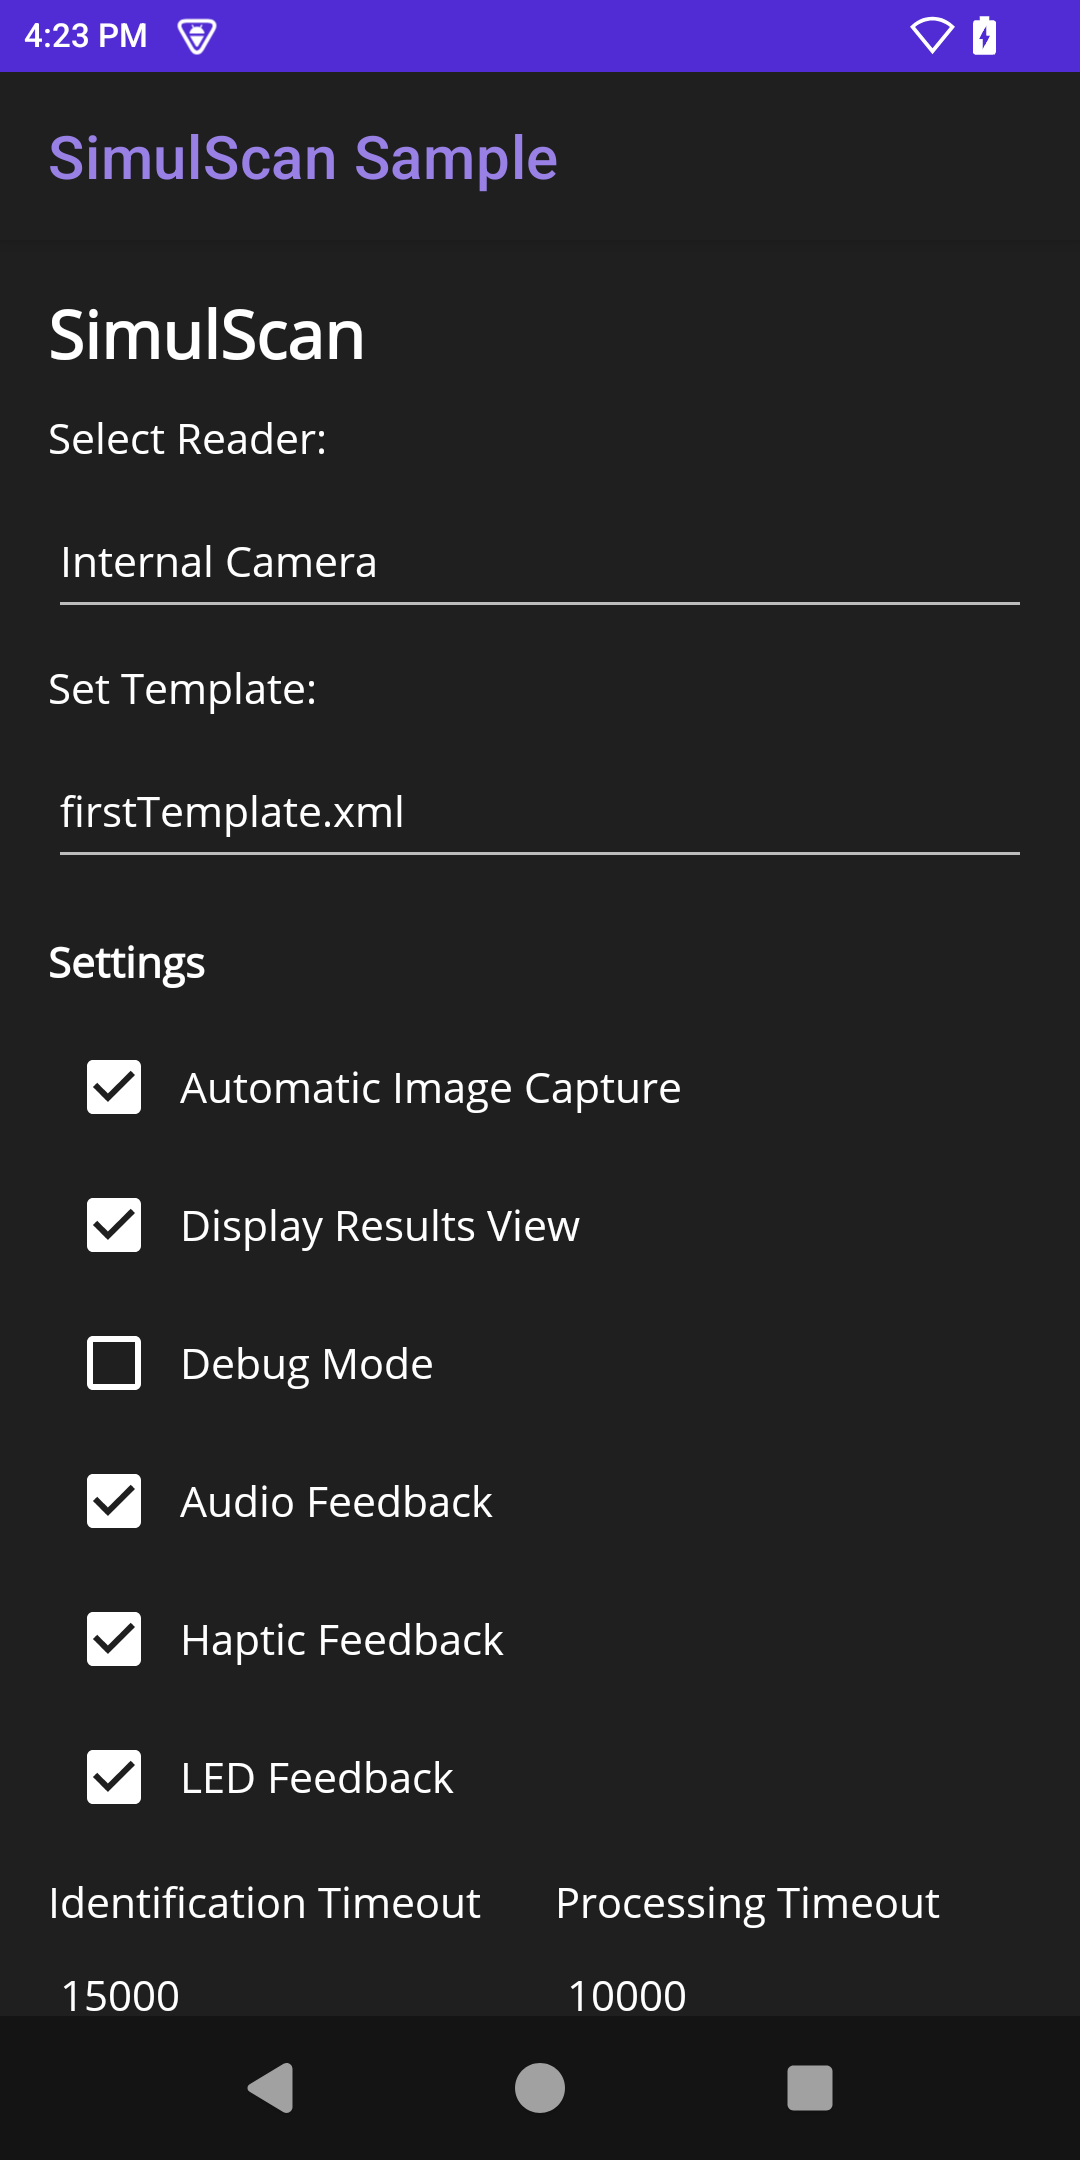 4:23 PM
SimulScan Sample
SimulScan
Select Reader:
Internal Camera
Set Template:
firstTemplate.xml
Settings
Automatic Image Capture
Display Results View
Debug Mode
Audio Feedback
Haptic Feedback
LED Feedback
Identification Timeout Processing Timeout
15000 10000